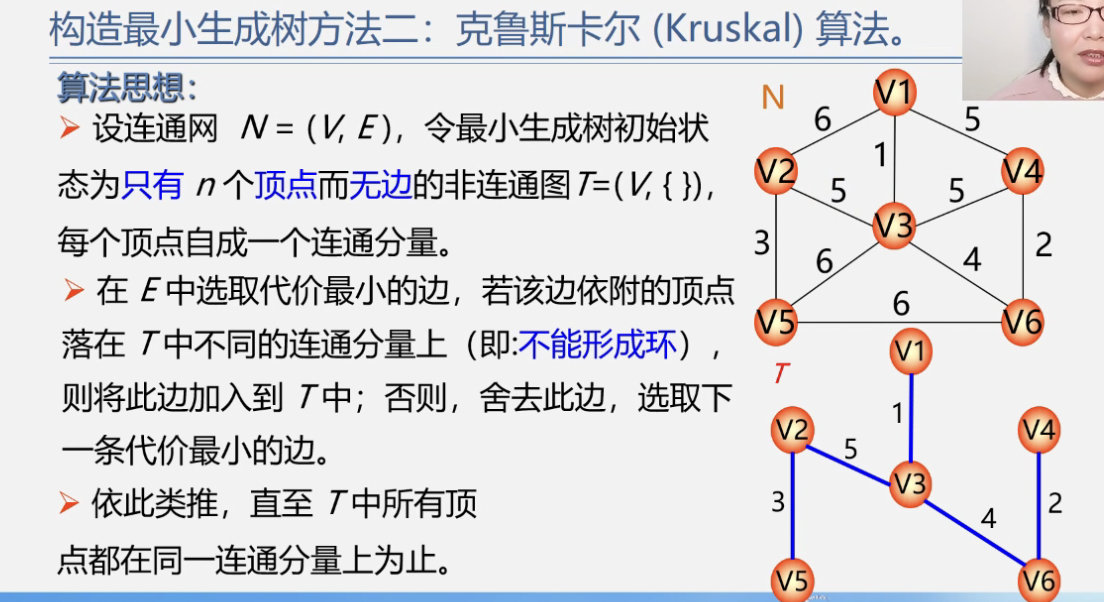 构造最小生成树方法二：克鲁斯卡尔 (Kruskal) 算法。
算法思想：
➢ 设连通网 N = (V, E )，令最小生成树初始状
态为只有 n 个顶点而无边的非连通图 T=(V, { })，
每个顶点自成一个连通分量。
➢ 在 E 中选取代价最小的边，若该边依附的顶点
落在 T 中不同的连通分量上（即:不能形成环），
则将此边加入到 T 中；否则，舍去此边，选取下
一条代价最小的边。
➢ 依此类推，直至 T 中所有顶
点都在同一连通分量上为止。
N
V1
6
5
1
V2
V4
5
5
V3
3
6
4
2
6
V5
V6
T
V1
1
V2
V4
5
V3
3
4
2
V5
V6